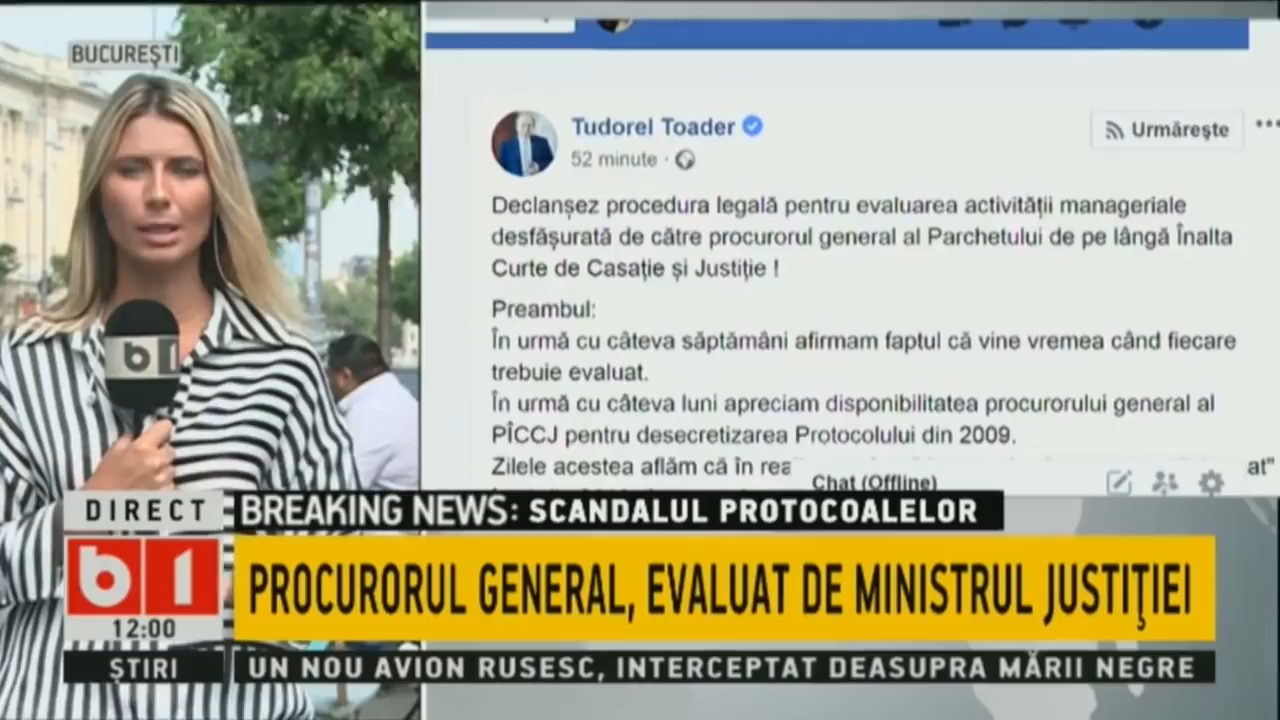 BUCUREȘTI
Tudorel Toader
52 minute ·
Urmărește
Declanșez procedura legală pentru evaluarea activității manageriale
desfășurată de către procurorul general al Parchetului de pe lângă Înalta
Curte de Casație și Justiție !
Preambul:
În urmă cu câteva săptămâni afirmam faptul că vine vremea când fiecare
trebuie evaluat.
În urmă cu câteva luni apreciam disponibilitatea procurorului general al
PÎCCJ pentru desecretizarea Protocolului din 2009.
Zilele acestea aflăm că în at"
Chat (Offline)
b1
DIRECT
BREAKING NEWS: SCANDALUL PROTOCOALELOR
b1
PROCURORUL GENERAL, EVALUAT DE MINISTRUL JUSTIŢIEI
12:00
ȘTIRI
UN NOU AVION RUSESC, INTERCEPTAT DEASUPRA MĂRII NEGRE